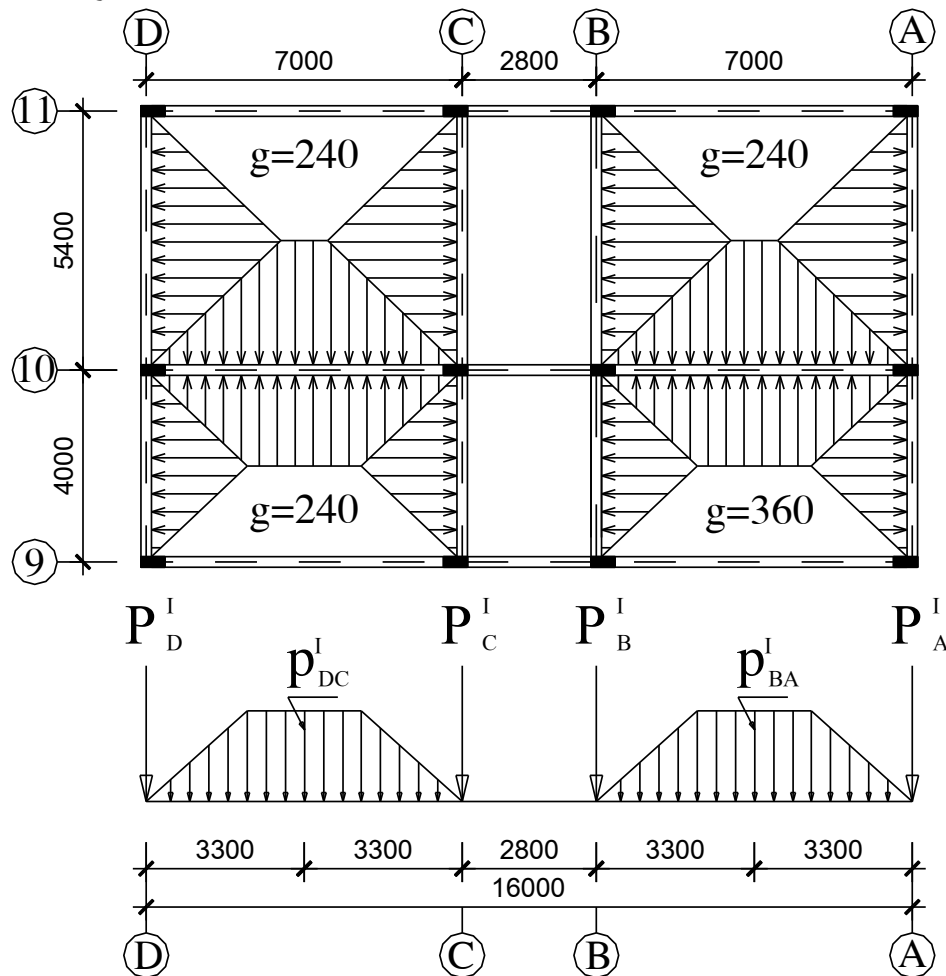 D C B A
7000 2800 7000
11
g=240 g=240
5400
10
4000
g=240 g=360
9
P I D P I C P I B P I A
p I DC p I BA
3300 3300 2800 3300 3300
16000
D C B A